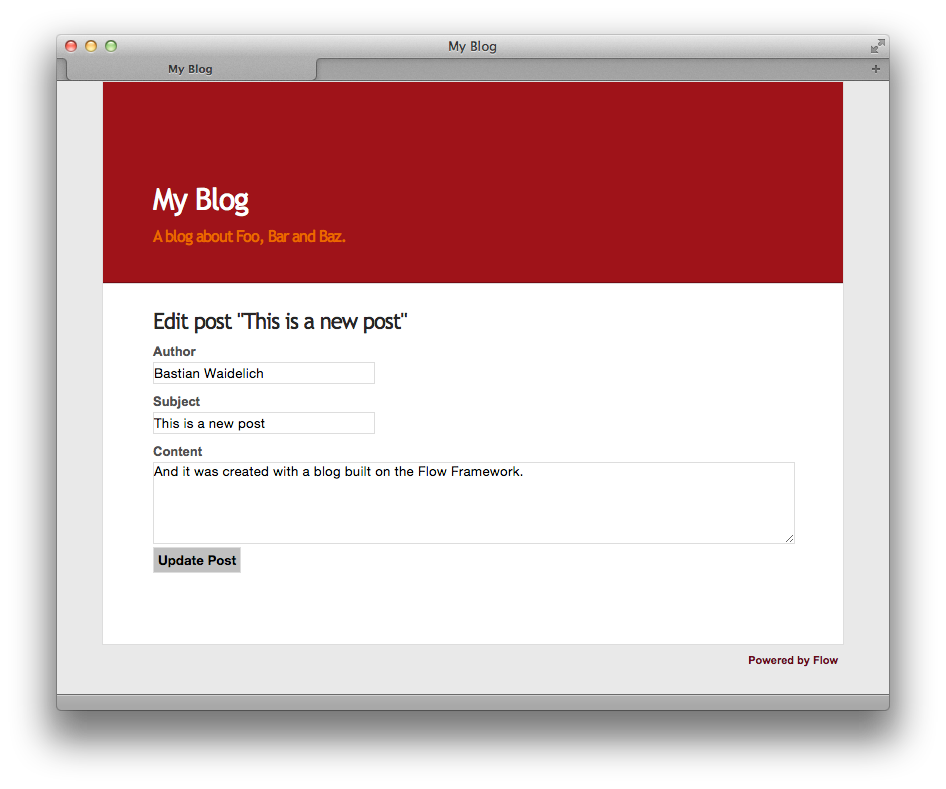 My Blog
My Blog
+
My Blog
A blog about Foo, Bar and Baz.
Edit post "This is a new post"
Author
Bastian Waidelich
Subject
This is a new post
Content
And it was created with a blog built on the Flow Framework.
Update Post
Powered by Flow